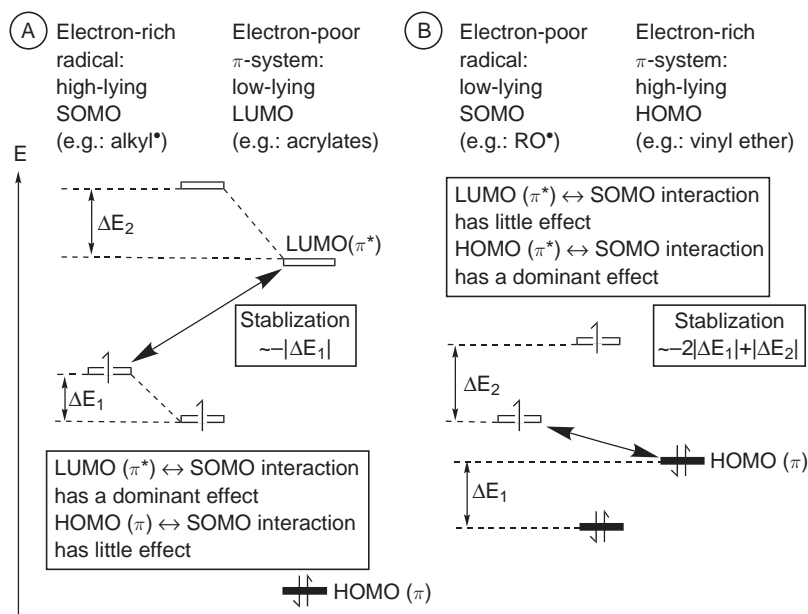 A
Electron-rich
radical:
high-lying
SOMO
(e.g.: alkyl•)
Electron-poor
π-system:
low-lying
LUMO
(e.g.: acrylates)
E
ΔE2
LUMO(π*)
Stablization
~–|ΔE1|
ΔE1
LUMO (π*) ↔ SOMO interaction
has a dominant effect
HOMO (π) ↔ SOMO interaction
has little effect
HOMO (π)
B
Electron-poor
radical:
low-lying
SOMO
(e.g.: RO•)
Electron-rich
π-system:
high-lying
HOMO
(e.g.: vinyl ether)
LUMO (π*) ↔ SOMO interaction
has little effect
HOMO (π*) ↔ SOMO interaction
has a dominant effect
Stablization
~–2|ΔE1|+|ΔE2|
ΔE2
HOMO (π)
ΔE1